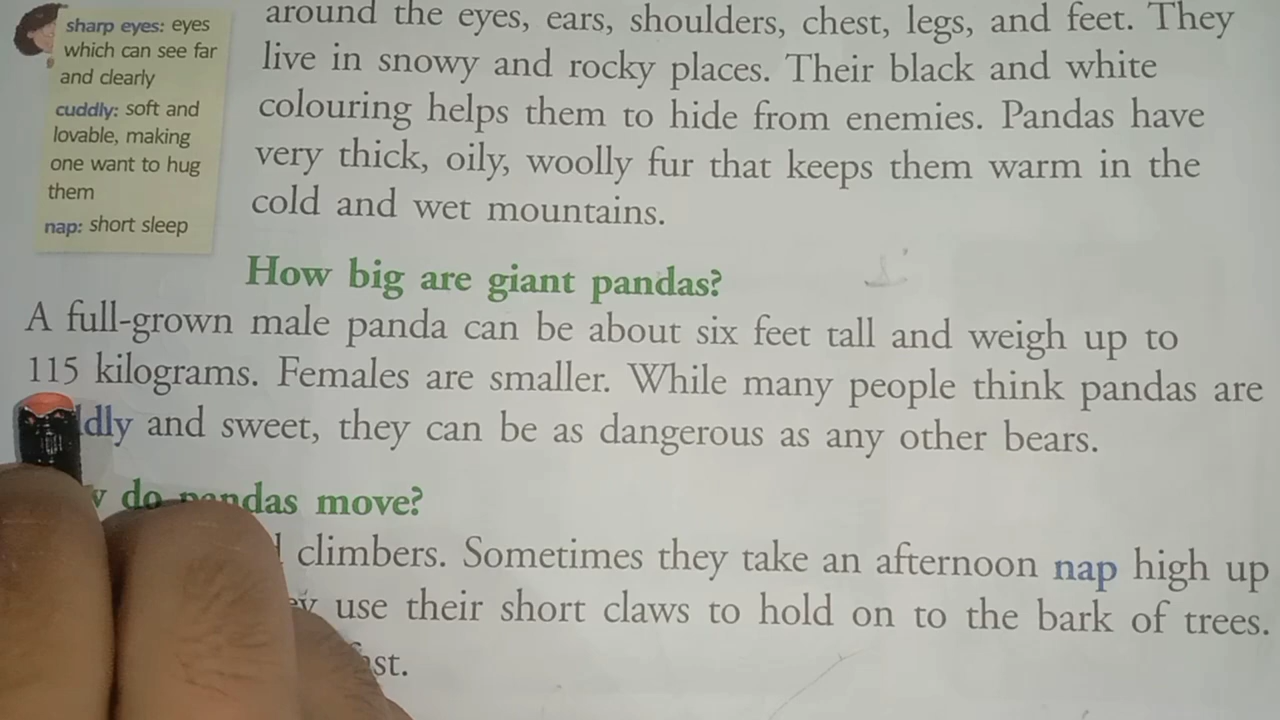 sharp eyes: eyes
which can see far
and clearly
cuddly: soft and
lovable, making
one want to hug
them
nap: short sleep
around the eyes, ears, shoulders, chest, legs, and feet. They
live in snowy and rocky places. Their black and white
colouring helps them to hide from enemies. Pandas have
very thick, oily, woolly fur that keeps them warm in the
cold and wet mountains.
How big are giant pandas?
A full-grown male panda can be about six feet tall and weigh up to
115 kilograms. Females are smaller. While many people think pandas are
and sweet, they can be as dangerous as any other bears.
do pandas move?
climbers. Sometimes they take an afternoon nap high up
use their short claws to hold on to the bark of trees.